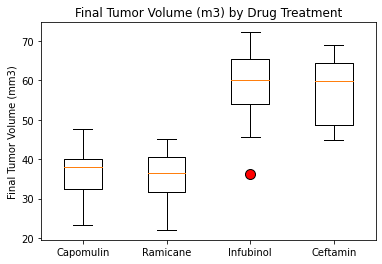 Final Tumor Volume (m3) by Drug Treatment
Final Tumor Volume (mm3)
70
60
50
40
30
20
Capomulin Ramicane Infubinol Ceftamin